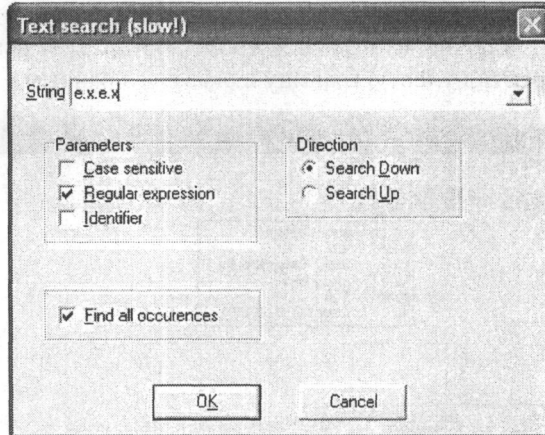 Text search (slow!)
String e.x.e.x
Parameters
Case sensitive
Regular expression
Identifier
Direction
Search Down
Search Up
Find all occurences
OK
Cancel